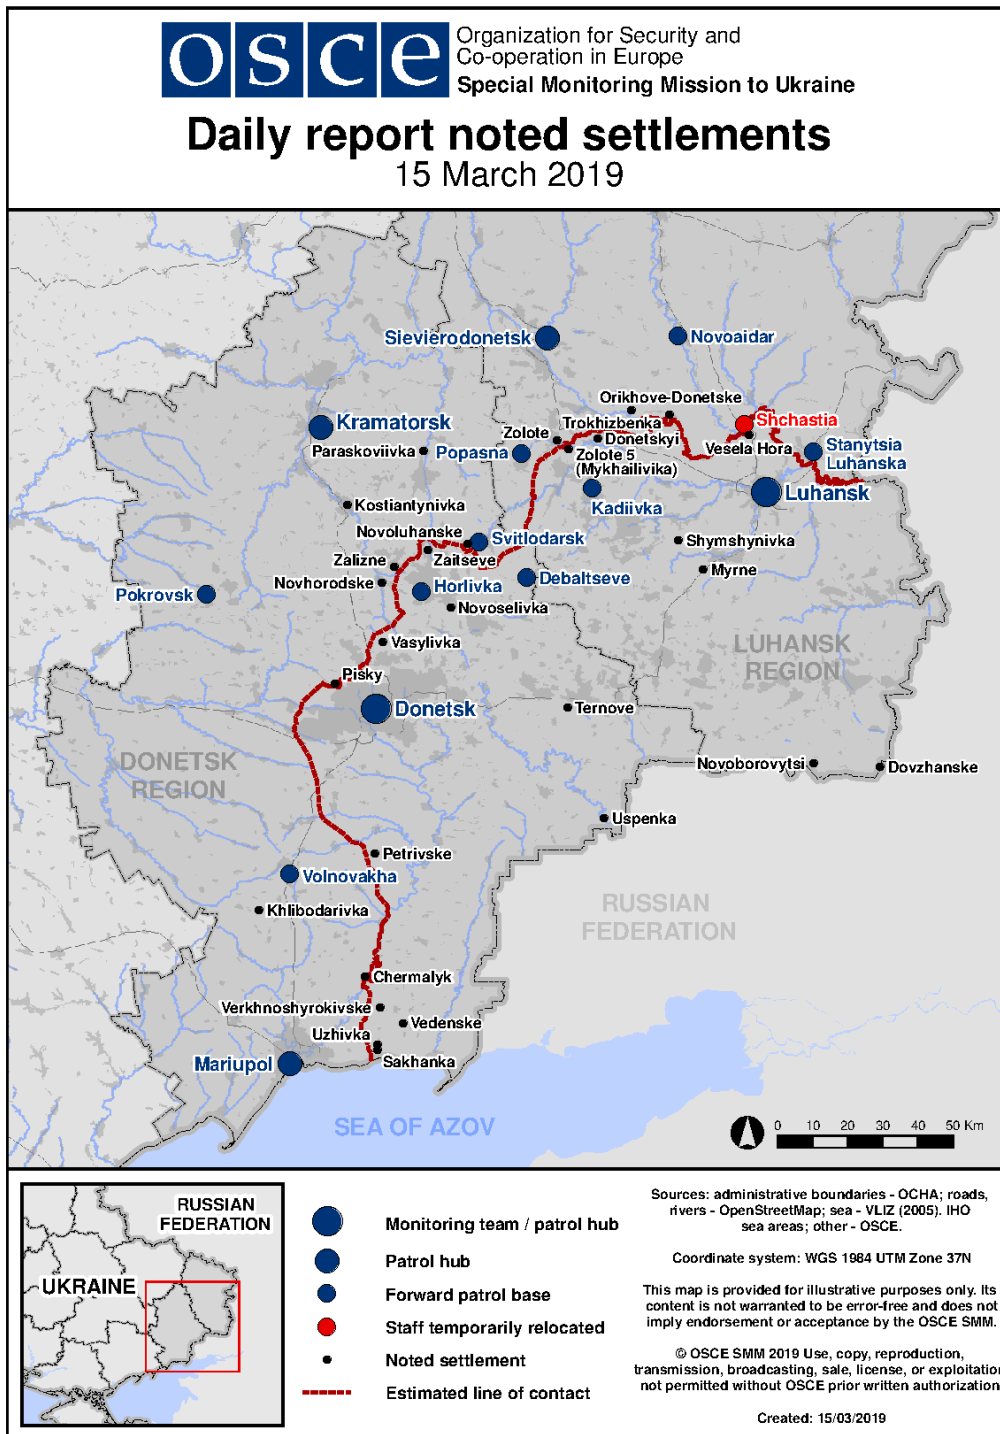 osce
Organization for Security and
Co-operation in Europe
Special Monitoring Mission to Ukraine
Daily report noted settlements
15 March 2019
Sievierodonetsk
Novoaidar
Orikhove-Donetske
Kramatorsk
Trokhizbenka
Shchastia
Zolote
Donetskyi
Paraskoviivka
Popasna
Zolote 5
(Mykhailivika)
Vesela Hora
Stanytsia
Luhanska
Kadiivka
Luhansk
Kostiantynivka
Novoluhanske
Svitlodarsk
Shymshynivka
Zalizne
Zaitseve
Myrne
Novhorodske
Horlivka
Debaltseve
Pokrovsk
Novoselivka
Vasylivka
LUHANSK
REGION
Pisky
Donetsk
Ternove
DONETSK
REGION
Novoborovytsi
Dovzhanske
Uspenka
Petrivske
Volnovakha
Khlibodarivka
RUSSIAN
FEDERATION
Chermalyk
Verkhnoshyrokivske
Vedenske
Uzhivka
Sakhanka
Mariupol
SEA OF AZOV
0 10 20 30 40 50 Km
RUSSIAN
FEDERATION
UKRAINE
Monitoring team / patrol hub
Patrol hub
Forward patrol base
Staff temporarily relocated
Noted settlement
Estimated line of contact
Sources: administrative boundaries - OCHA; roads,
rivers - OpenStreetMap; sea - VLIZ (2005). IHO
sea areas; other - OSCE.
Coordinate system: WGS 1984 UTM Zone 37N
This map is provided for illustrative purposes only. Its
content is not warranted to be error-free and does not
imply endorsement or acceptance by the OSCE SMM.
© OSCE SMM 2019 Use, copy, reproduction,
transmission, broadcasting, sale, license, or exploitation
not permitted without OSCE prior written authorization
Created: 15/03/2019